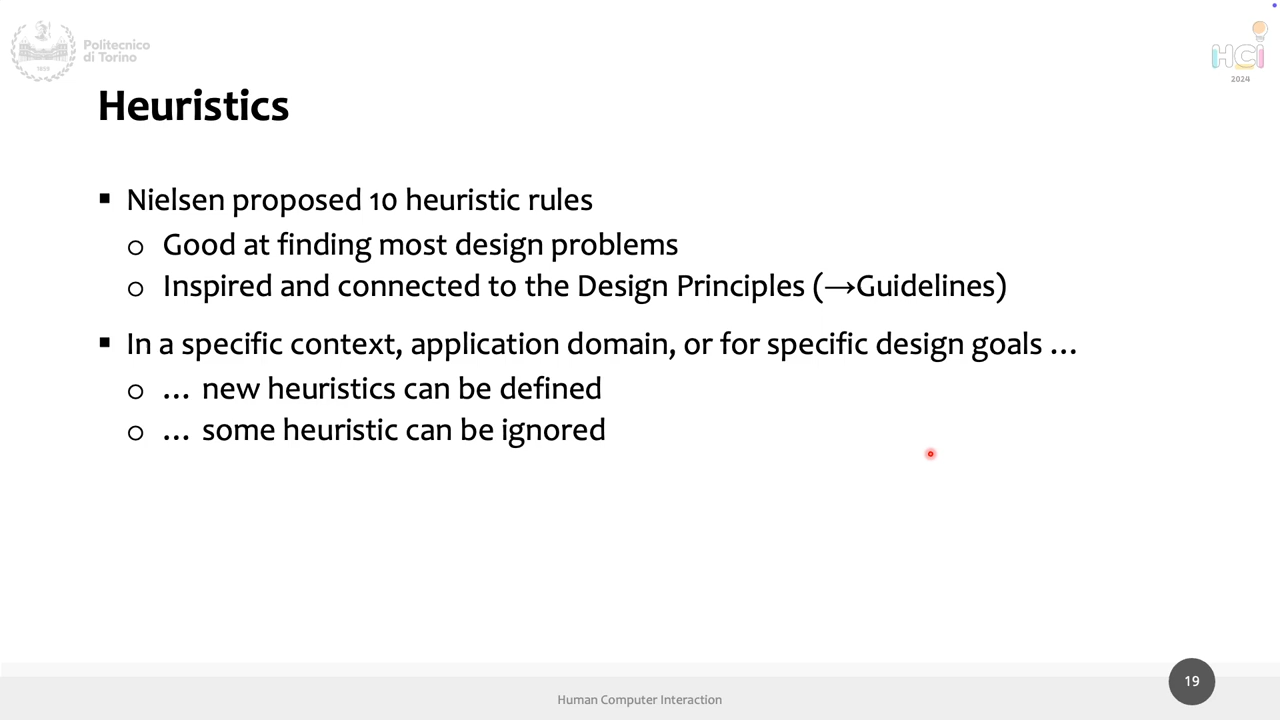 Politecnico
di Torino
1859
HCI
2024
Heuristics
▪ Nielsen proposed 10 heuristic rules
o Good at finding most design problems
o Inspired and connected to the Design Principles (→Guidelines)
▪ In a specific context, application domain, or for specific design goals …
o … new heuristics can be defined
o … some heuristic can be ignored
Human Computer Interaction
19